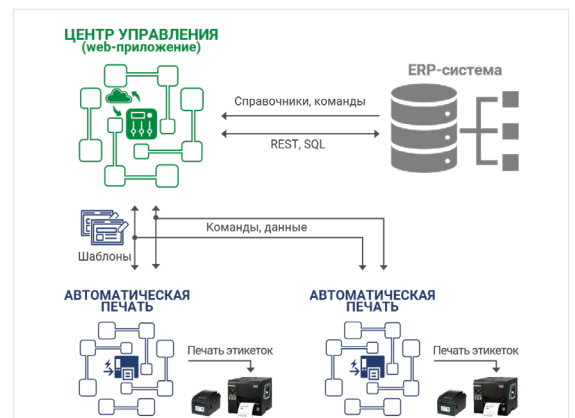 ЦЕНТР УПРАВЛЕНИЯ
(web-приложение)
ERP-система
Справочники, команды
REST, SQL
Команды, данные
Шаблоны
АВТОМАТИЧЕСКАЯ
ПЕЧАТЬ
АВТОМАТИЧЕСКАЯ
ПЕЧАТЬ
Печать этикеток
Печать этикеток